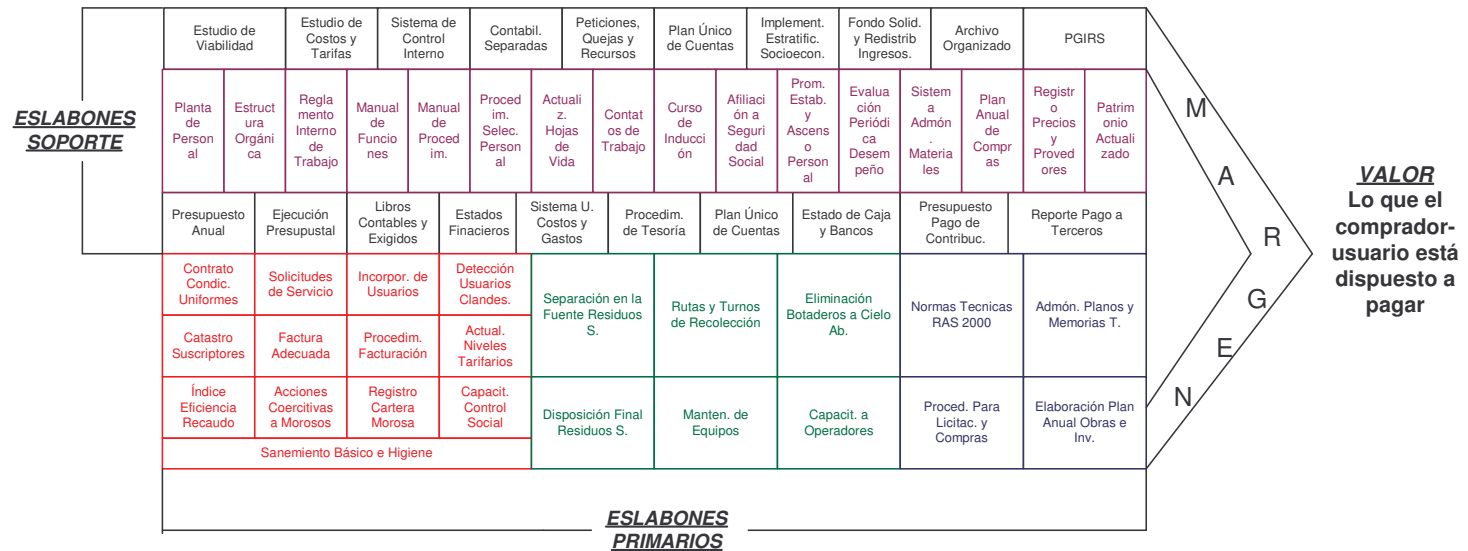 Estudio de
Viabilidad
Estudio de
Costos y
Tarifas
Sistema de
Control
Interno
Contabil.
Separadas
Peticiones,
Quejas y
Recursos
Plan Único
de Cuentas
Implement.
Estratific.
Socioecon.
Fondo Solid.
y Redistrib
Ingresos.
Archivo
Organizado
PGIRS
ESLABONES
SOPORTE
Planta
de
Person
al
Estruct
ura
Orgáni
ca
Regla
mento
Interno
de
Trabajo
Manual
de
Funcio
nes
Manual
de
Proced
im.
Proced
im.
Selec.
Person
al
Actuali
z.
Hojas
de
Vida
Contat
os de
Trabajo
Curso
de
Inducci
ón
Afiliaci
ón a
Seguri
dad
Social
Prom.
Estab.
y
Ascens
o
Person
al
Evalua
ción
Periódi
ca
Desem
peño
Sistem
a
Admón
.
Materia
les
Plan
Anual
de
Compr
as
Registr
o
Precios
y
Proved
ores
Patrim
onio
Actuali
zado
Presupuesto
Anual
Ejecución
Presupustal
Libros
Contables y
Exigidos
Estados
Finacieros
Sistema U.
Costos y
Gastos
Procedim.
de Tesoría
Plan Único
de Cuentas
Estado de Caja
y Bancos
Presupuesto
Pago de
Contribuc.
Reporte Pago a
Terceros
Contrato
Condic.
Uniformes
Solicitudes
de Servicio
Incorpor. de
Usuarios
Detección
Usuarios
Clandes.
Separación en la
Fuente Residuos
S.
Rutas y Turnos
de Recolección
Eliminación
Botaderos a Cielo
Ab.
Normas Tecnicas
RAS 2000
Admón. Planos y
Memorias T.
Catastro
Suscriptores
Factura
Adecuada
Procedim.
Facturación
Actual.
Niveles
Tarifarios
Índice
Eficiencia
Recaudo
Acciones
Coercitivas
a Morosos
Registro
Cartera
Morosa
Capacit.
Control
Social
Disposición Final
Residuos S.
Manten. de
Equipos
Capacit. a
Operadores
Proced. Para
Licitac. y
Compras
Elaboración Plan
Anual Obras e
Inv.
Sanemiento Básico e Higiene
ESLABONES
PRIMARIOS
M
A
R
G
E
N
VALOR
Lo que el
comprador-
usuario está
dispuesto a
pagar